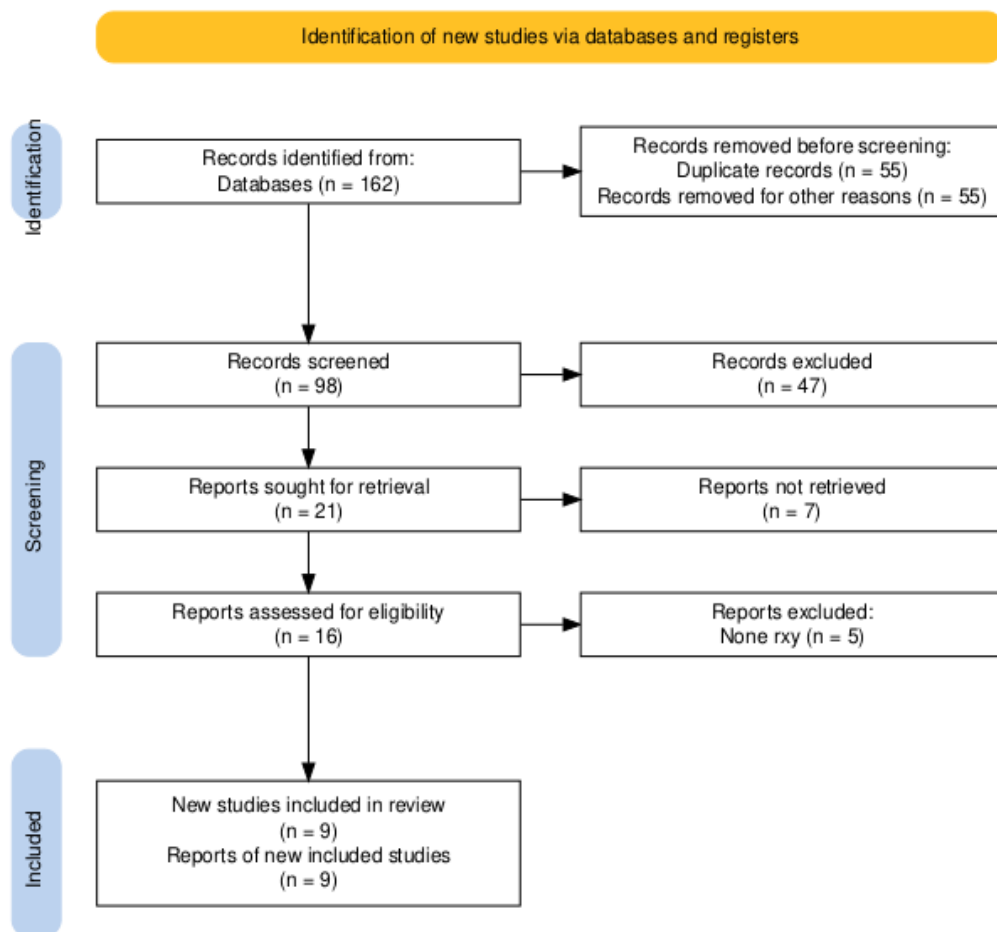 Identification of new studies via databases and registers
Identification
Records identified from:
Databases (n = 162)
Records removed before screening:
Duplicate records (n = 55)
Records removed for other reasons (n = 55)
Screening
Records screened
(n = 98)
Records excluded
(n = 47)
Reports sought for retrieval
(n = 21)
Reports not retrieved
(n = 7)
Reports assessed for eligibility
(n = 16)
Reports excluded:
None rxy (n = 5)
Included
New studies included in review
(n = 9)
Reports of new included studies
(n = 9)